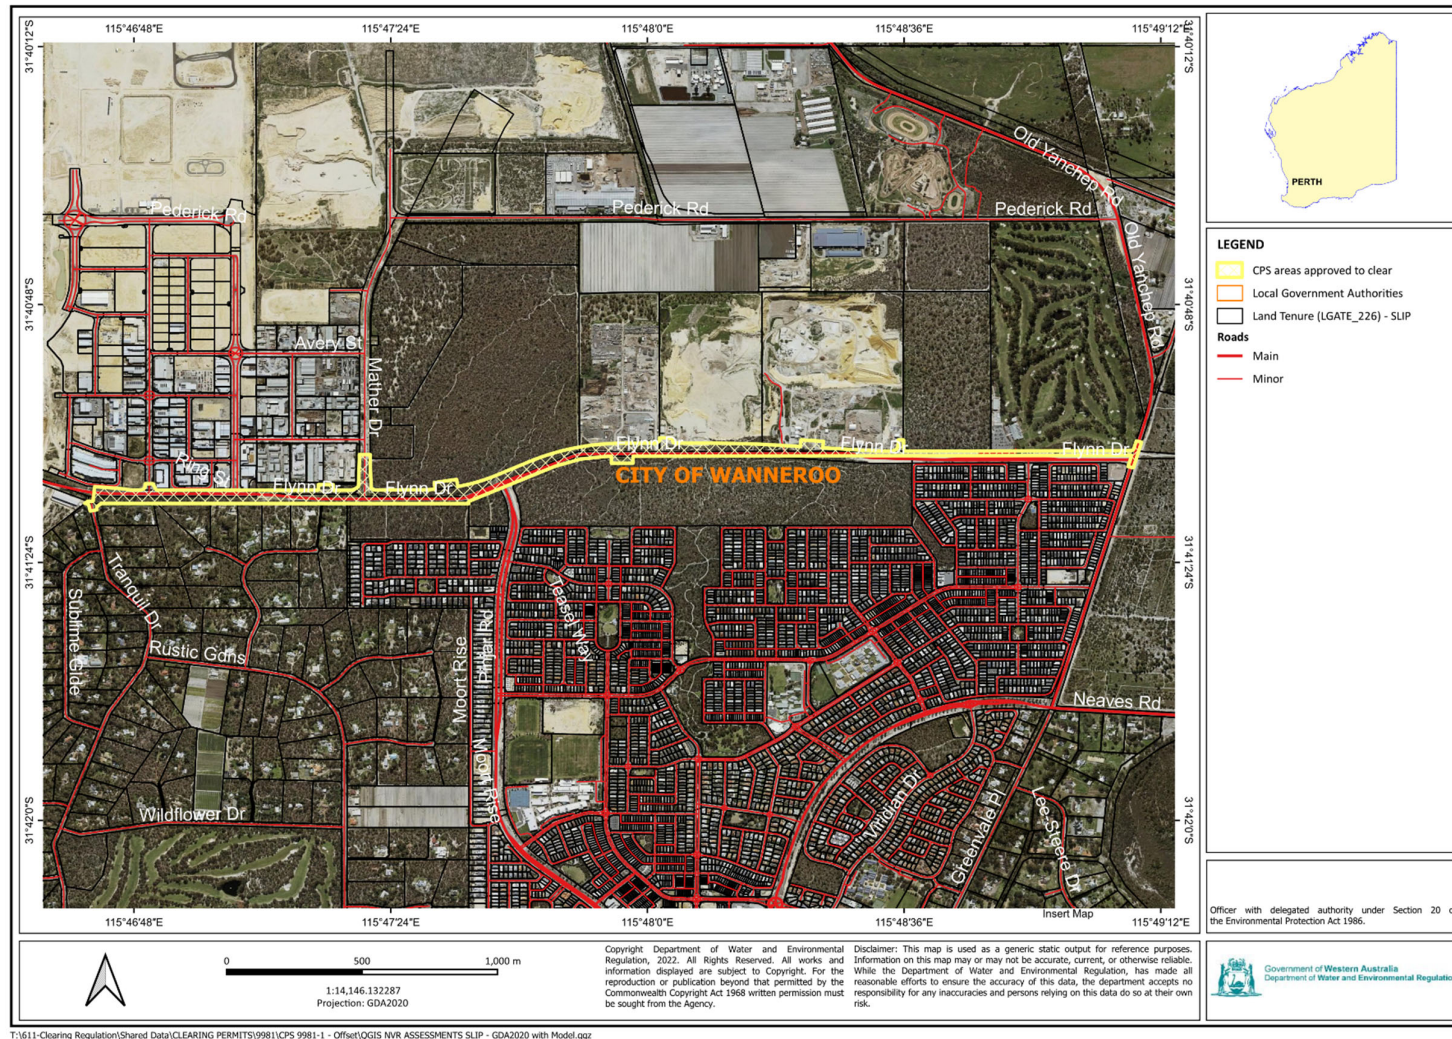 115°46'48"E
115°47'24"E
115°48'0"E
115°48'36"E
115°49'12"E
31°40'12"S
31°40'12"S
Old Yanchep Rd
PERTH
Pederick Rd
Pederick Rd
Pederick Rd
Old Yanchep Rd
LEGEND
CPS areas approved to clear
Local Government Authorities
Land Tenure (LGATE_226) - SLIP
Roads
Main
Minor
31°40'48"S
31°40'48"S
Avery St
Mather Dr
Flynn Dr
Flynn Dr
Flynn Dr
Ring St
CITY OF WANNEROO
Flynn Dr
Flynn Dr
31°41'24"S
31°41'24"S
Tranquil Dr
Sublime Glde
Teasel Way
Rustic Gdns
Moort Rise
Pinjar Rd
Neaves Rd
Rise
Wildflower Dr
Viridian Dr
Greenvale Pl
Lee-Steere Dr
31°42'0"S
31°42'0"S
115°46'48"E
115°47'24"E
115°48'0"E
115°48'36"E
115°49'12"E
Insert Map
Officer with delegated authority under Section 20 o
the Environmental Protection Act 1986.
0
500
1,000 m
1:14,146.132287
Projection: GDA2020
Copyright Department of Water and Environmental
Regulation, 2022. All Rights Reserved. All works and
information displayed are subject to Copyright. For the
reproduction or publication beyond that permitted by the
Commonwealth Copyright Act 1968 written permission must
be sought from the Agency.
Disclaimer: This map is used as a generic static output for reference purposes.
Information on this map may or may not be accurate, current, or otherwise reliable.
While the Department of Water and Environmental Regulation, has made all
reasonable efforts to ensure the accuracy of this data, the department accepts no
responsibility for any inaccuracies and persons relying on this data do so at their own
risk.
Government of Western Australia
Department of Water and Environmental Regulation
T:\611-Clearing Regulation\Shared Data\CLEARING PERMITS\9981\CPS 9981-1 - Offset\QGIS NVR ASSESSMENTS SLIP - GDA2020 with Model.qgz